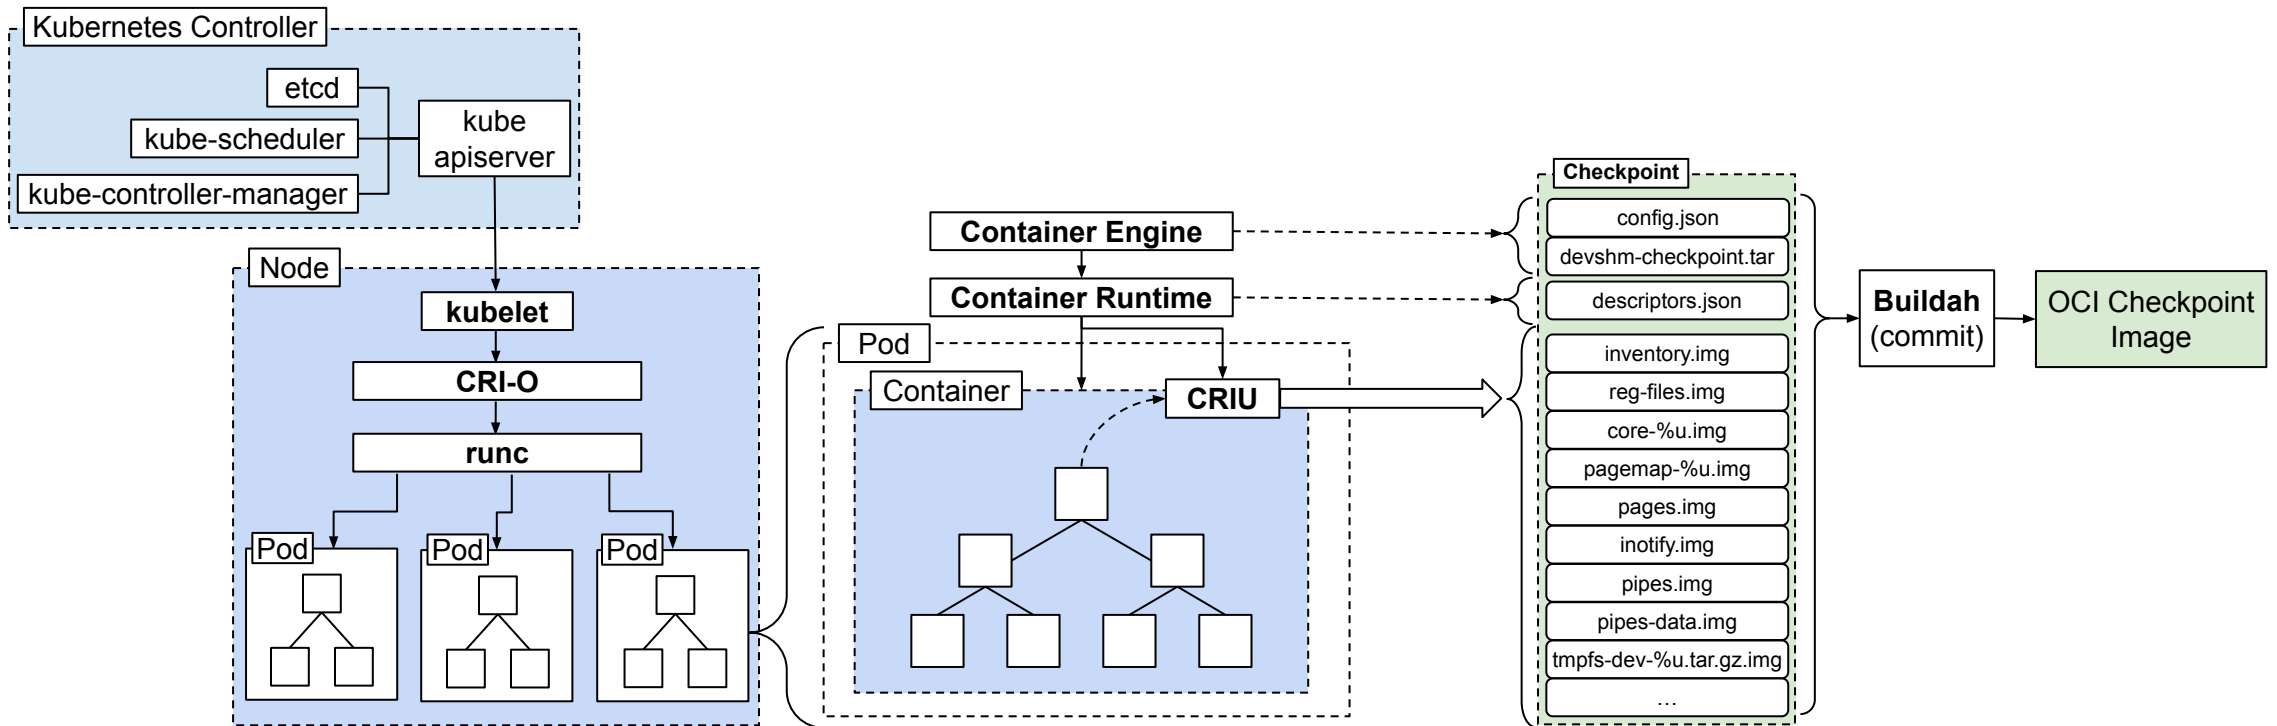 Kubernetes Controller
etcd
kube-scheduler
kube-controller-manager
kube
apiserver
Node
kubelet
CRI-O
runc
Pod
Pod
Pod
Container Engine
Container Runtime
Pod
Container
CRIU
Checkpoint
config.json
devshm-checkpoint.tar
descriptors.json
inventory.img
reg-files.img
core-%u.img
pagemap-%u.img
pages.img
inotify.img
pipes.img
pipes-data.img
tmpfs-dev-%u.tar.gz.img
...
Buildah
(commit)
OCI Checkpoint
Image